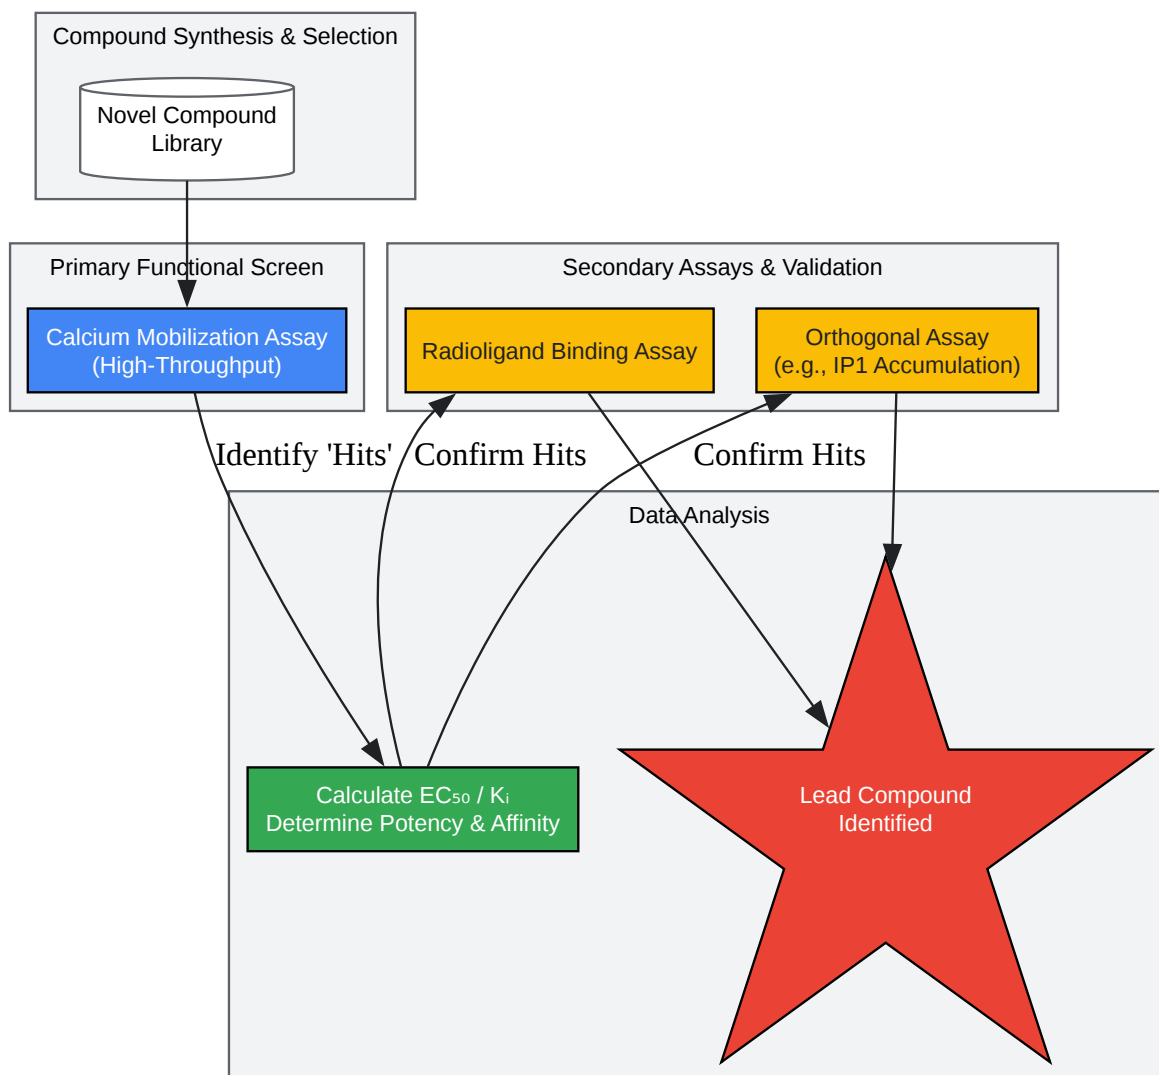 Compound Synthesis & Selection
Novel Compound
Library
Primary Functional Screen
Secondary Assays & Validation
Calcium Mobilization Assay
(High-Throughput)
Radioligand Binding Assay
Orthogonal Assay
(e.g., IP1 Accumulation)
Identify 'Hits'
Confirm Hits
Confirm Hits
Data Analysis
Calculate EC₅₀ / Kᵢ
Determine Potency & Affinity
Lead Compound
Identified